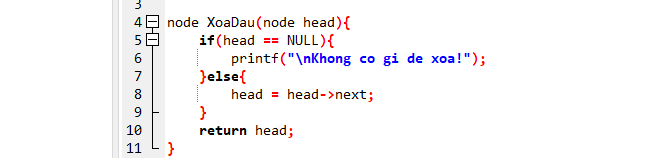 3
4 node XoaDau(node head){
5 if(head == NULL){
6 printf("\nKhong co gi de xoa!");
7 }else{
8 head = head->next;
9 }
10 return head;
11 }